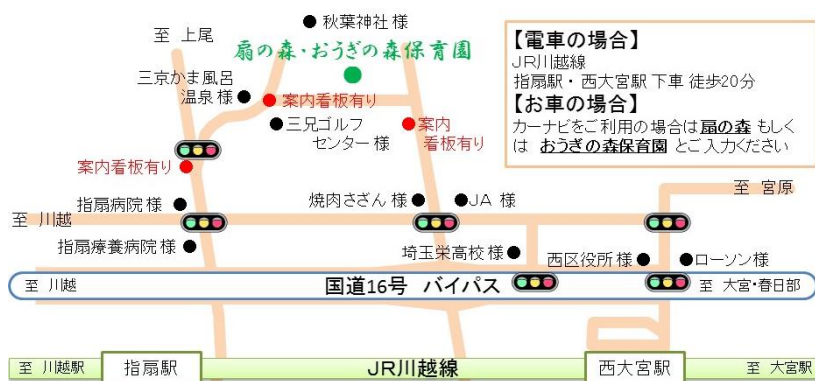 秋葉神社 様
至 上尾
扇の森・おうぎの森保育園
三京かま風呂
温泉 様
案内看板有り
三兄ゴルフ
センター 様
案内
看板有り
案内看板有り
【電車の場合】
JR川越線
指扇駅・西大宮駅 下車 徒歩20分
【お車の場合】
カーナビをご利用の場合は 扇の森 もしく
は おうぎの森保育園 とご入力ください
至 宮原
指扇病院 様
焼肉さざん 様
JA 様
至 川越
指扇療養病院 様
埼玉栄高校 様
西区役所 様
ローソン様
至 川越
国道16号 バイパス
至 大宮・春日部
至 川越駅
指扇駅
JR川越線
西大宮駅
至 大宮駅